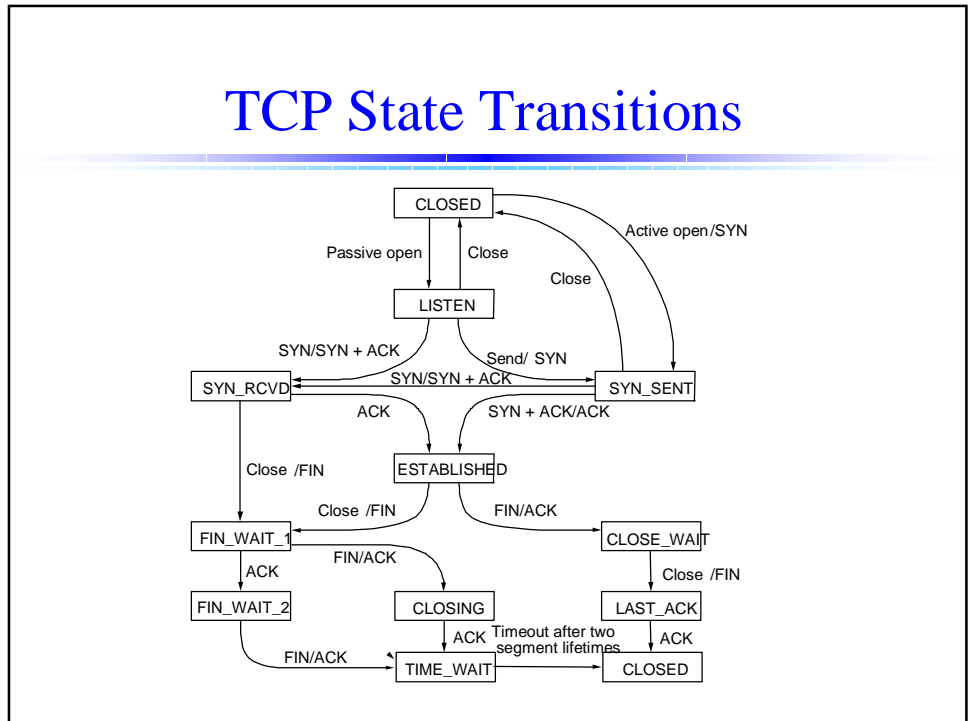 TCP State Transitions
CLOSED
Active open/SYN
Passive open
Close
Close
LISTEN
SYN/SYN + ACK
Send/ SYN
SYN/SYN + ACK
SYN_RCVD
SYN_SENT
ACK
SYN + ACK/ACK
ESTABLISHED
Close /FIN
Close /FIN
FIN/ACK
FIN_WAIT_1
CLOSE_WAIT
FIN/ACK
ACK
Close /FIN
FIN_WAIT_2
CLOSING
LAST_ACK
ACK
Timeout after two
segment lifetimes
ACK
FIN/ACK
TIME_WAIT
CLOSED